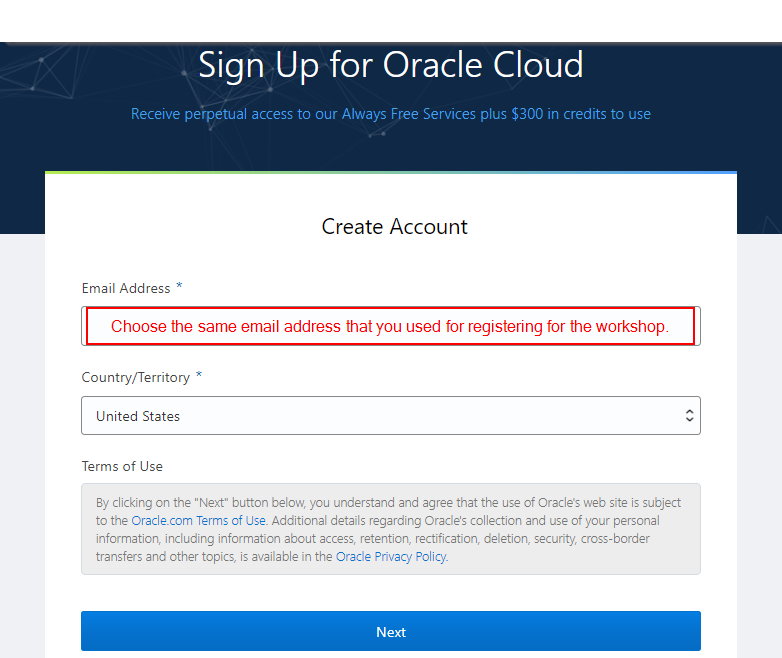 Sign Up for Oracle Cloud
Receive perpetual access to our Always Free Services plus $300 in credits to use
Create Account
Email Address *
Choose the same email address that you used for registering for the workshop.
Country/Territory *
United States
Terms of Use
By clicking on the "Next" button below, you understand and agree that the use of Oracle's web site is subject
to the Oracle.com Terms of Use. Additional details regarding Oracle's collection and use of your personal
information, including information about access, retention, rectification, deletion, security, cross-border
transfers and other topics, is available in the Oracle Privacy Policy.
Next